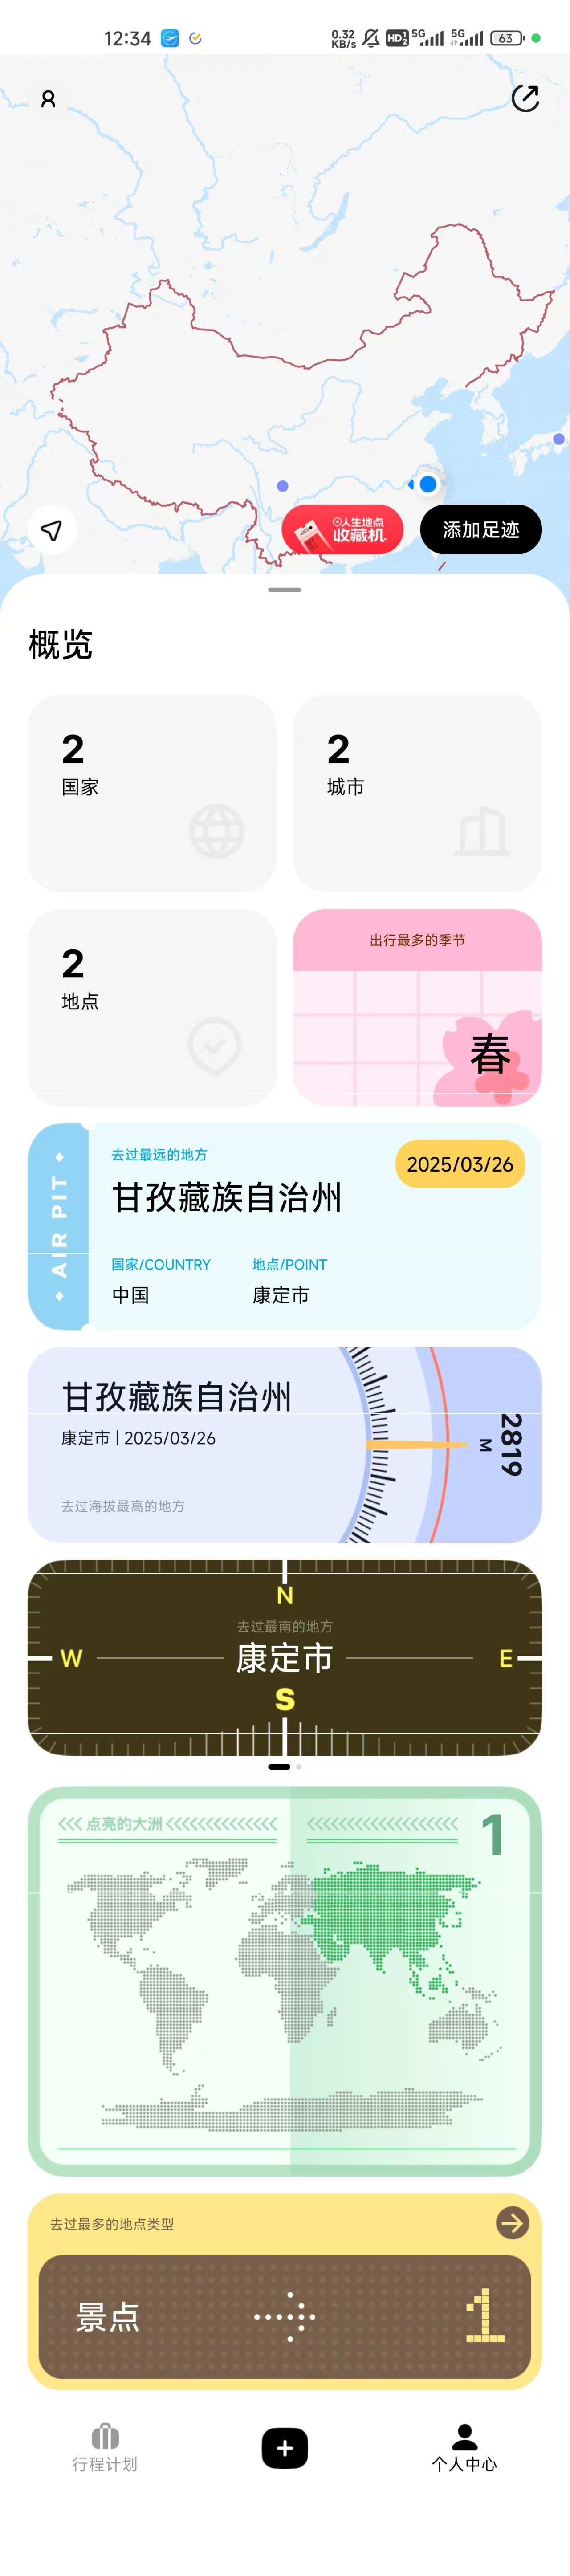 12:34
0.32
KB/s
HD 1 2
5G
5G
63
人生地点
收藏机
添加足迹
概览
2
国家
2
城市
2
地点
出行最多的季节
春
AIR PIT
去过最远的地方
2025/03/26
甘孜藏族自治州
国家/COUNTRY
地点/POINT
中国
康定市
甘孜藏族自治州
康定市 | 2025/03/26
去过海拔最高的地方
2819
M
N
去过最南的地方
W
康定市
E
S
点亮的大洲
1
去过最多的地点类型
景点
1
行程计划
个人中心